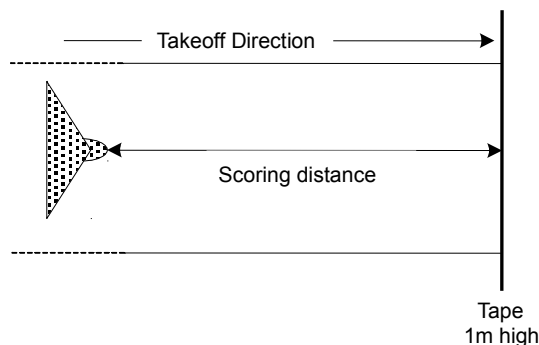 Takeoff Direction
Scoring distance
Tape
1m high